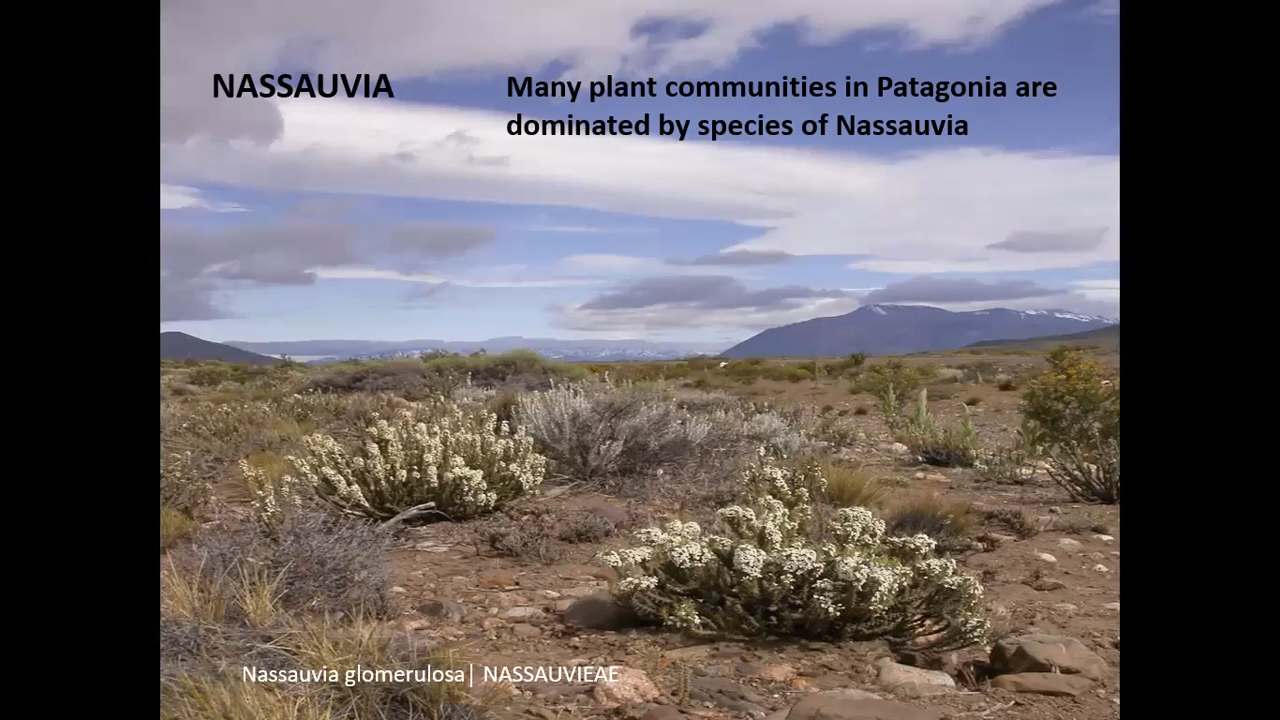 NASSAUVIA
Many plant communities in Patagonia are
dominated by species of Nassauvia
Nassauvia glomerulosa| NASSAUVIEAE